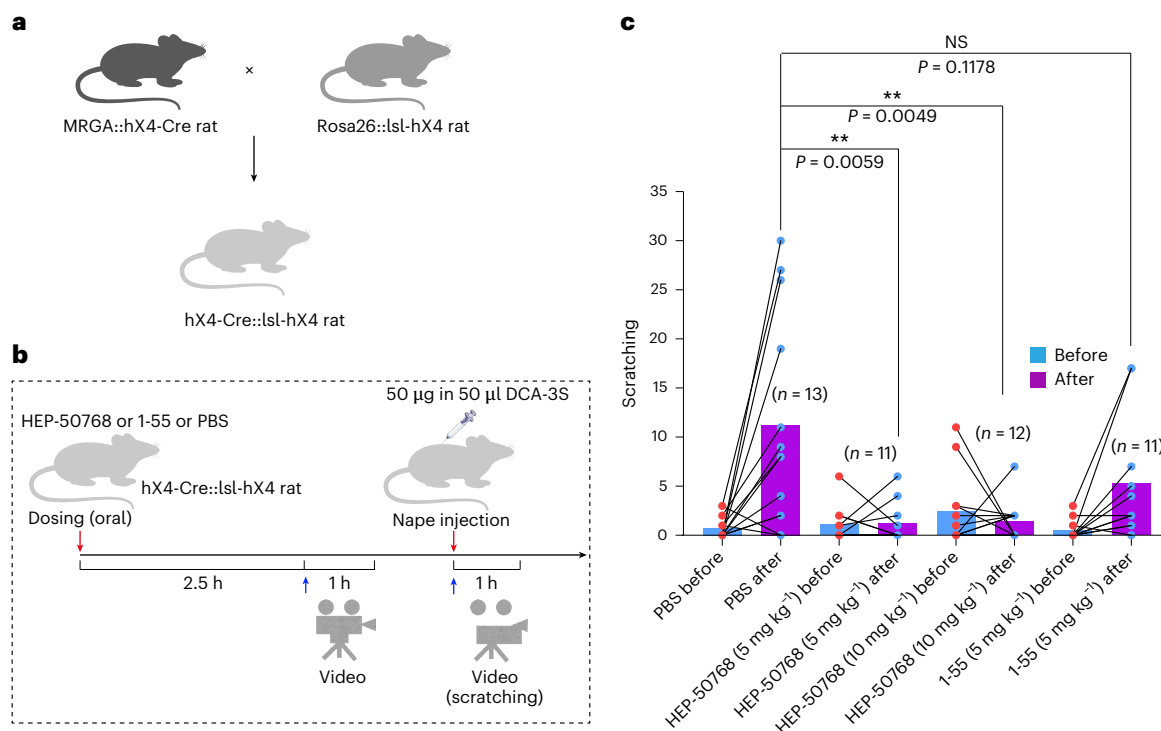 a
MRGA::hX4-Cre rat
×
Rosa26::lsl-hX4 rat
hX4-Cre::lsl-hX4 rat
b
50 µg in 50 µl DCA-3S
HEP-50768 or 1-55 or PBS
hX4-Cre::lsl-hX4 rat
Dosing (oral)
Nape injection
2.5 h
1 h
1 h
Video
Video
(scratching)
c
NS
P = 0.1178
**
P = 0.0049
**
P = 0.0059
Scratching
35
30
25
20
15
10
5
0
Before
After
(n = 13)
(n = 11)
(n = 12)
(n = 11)
PBS before
PBS after
HEP-50768 (5 mg kg⁻¹) before
HEP-50768 (5 mg kg⁻¹) after
HEP-50768 (10 mg kg⁻¹) before
HEP-50768 (10 mg kg⁻¹) after
1-55 (5 mg kg⁻¹) before
1-55 (5 mg kg⁻¹) after